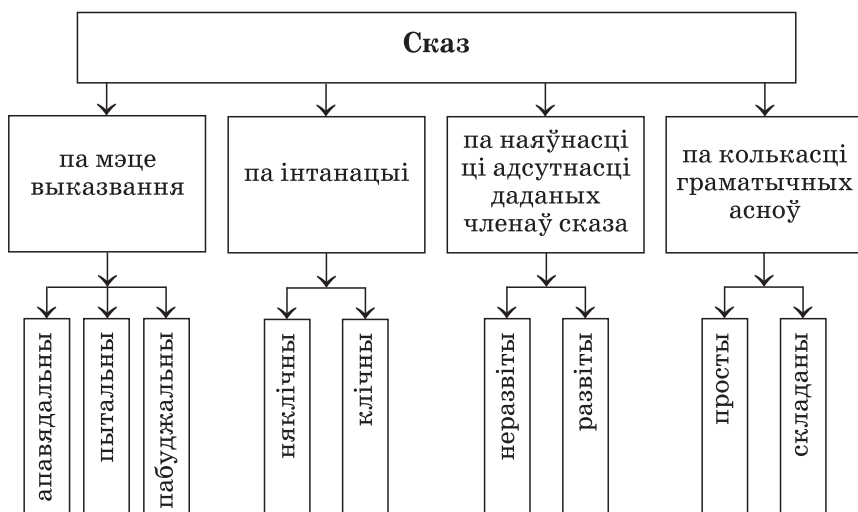 Сказ
па мэце
выказвання
па інтанацыі
па наяўнасці
ці адсутнасці
даданых
членаў сказа
па колькасці
граматычных
асноў
апавядальны
пытальны
пабуджальны
няклічны
клічны
неразвіты
развіты
просты
складаны